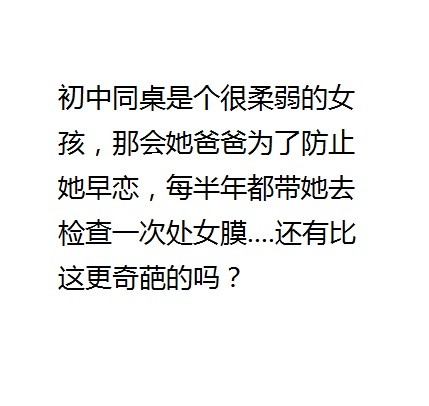 初中同桌是个很柔弱的女
孩，那会她爸爸为了防止
她早恋，每半年都带她去
检查一次处女膜....还有比
这更奇葩的吗？